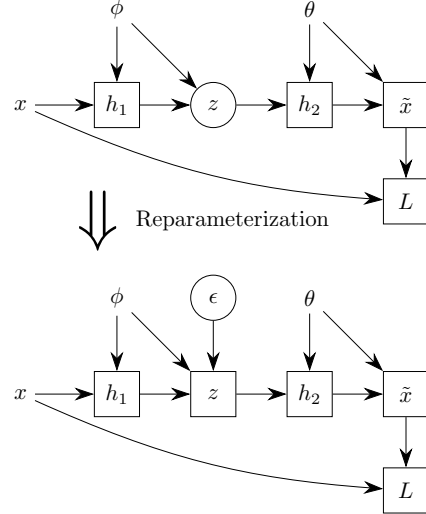 ϕ θ
x h₁ z h₂ x̃
L
Reparameterization
ϕ ϵ θ
x h₁ z h₂ x̃
L